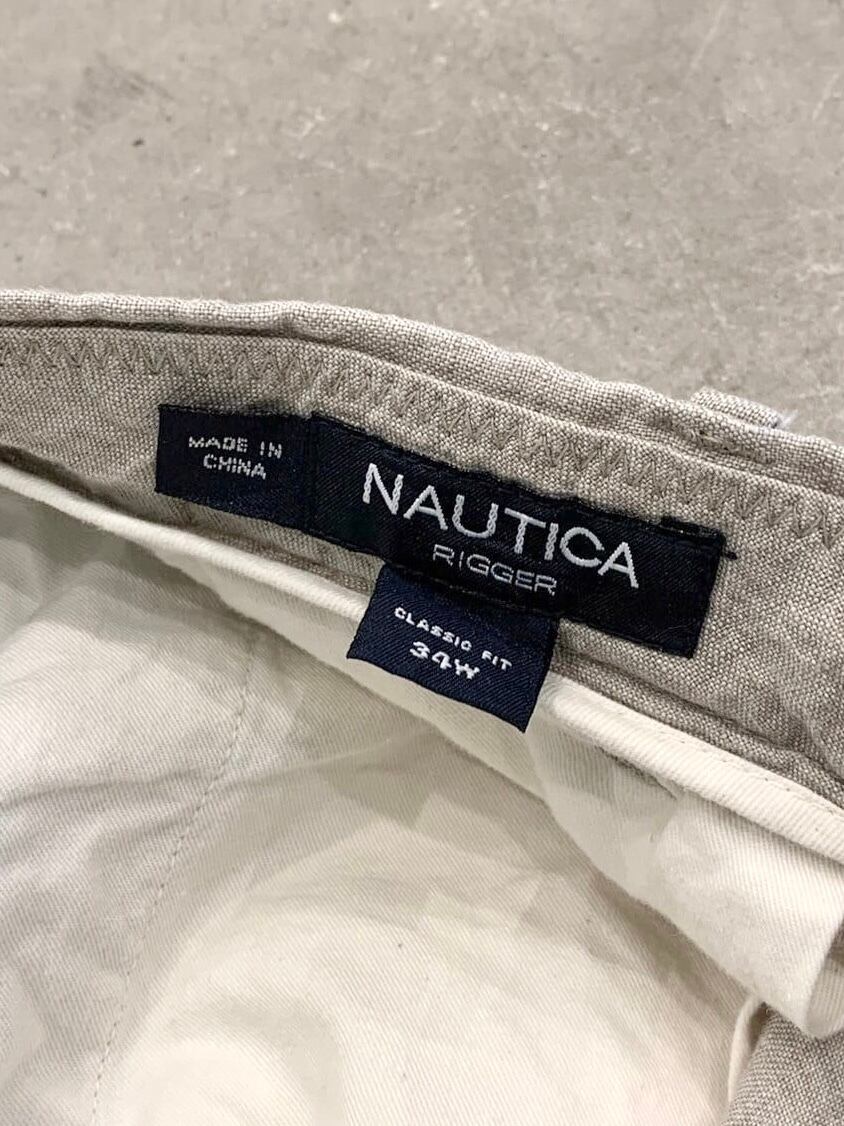 MADE IN
CHINA
NAUTICA
RIGGER
CLASSIC FIT
34W